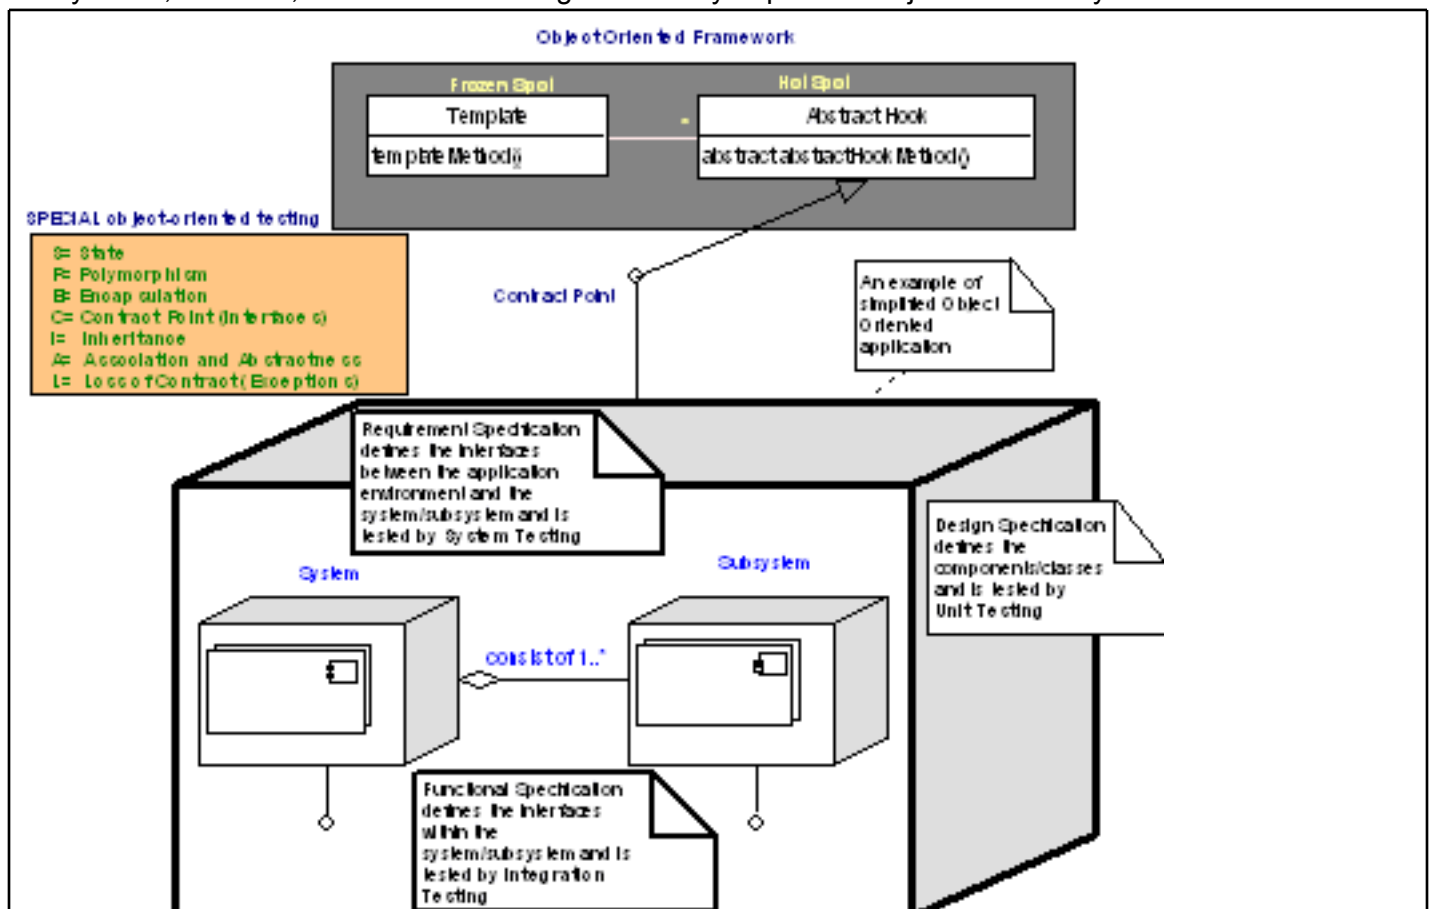 Object Oriented Framework
Frozen Spot
Hot Spot
Template
Abstract Hook
templateMethod()
abstract abstractHookMethod()
SPECIAL object-oriented testing
S= State
P= Polymorphism
E= Encapsulation
C= Contract Point (Interfaces)
I= Inheritance
A= Association and Abstractness
L= Loss of Contract (Exceptions)
Contract Point
An example of
simplified Object
Oriented
application
Requirement Specification
defines the interfaces
between the application
environment and the
system/subsystem and is
tested by System Testing
Design Specification
defines the
components/classes
and is tested by
Unit Testing
System
Subsystem
consist of 1..*
Functional Specification
defines the interfaces
within the
system/subsystem and is
tested by Integration
Testing